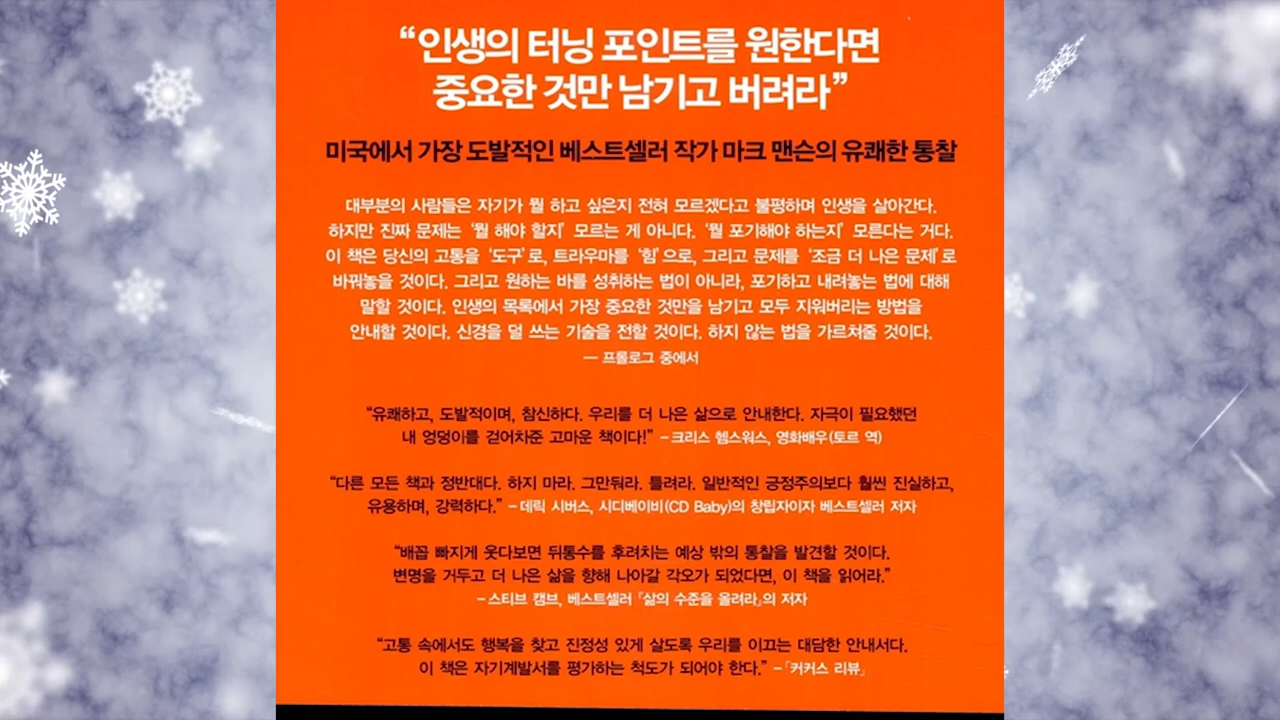 “인생의 터닝 포인트를 원한다면
중요한 것만 남기고 버려라”
미국에서 가장 도발적인 베스트셀러 작가 마크 맨슨의 유쾌한 통찰
대부분의 사람들은 자기가 뭘 하고 싶은지 전혀 모르겠다고 불평하며 인생을 살아간다.
하지만 진짜 문제는 ‘뭘 해야 할지’ 모르는 게 아니다. ‘뭘 포기해야 하는지’ 모른다는 거다.
이 책은 당신의 고통을 ‘도구’로, 트라우마를 ‘힘’으로, 그리고 문제를 ‘조금 더 나은 문제’로
바꿔놓을 것이다. 그리고 원하는 바를 성취하는 법이 아니라, 포기하고 내려놓는 법에 대해
말할 것이다. 인생의 목록에서 가장 중요한 것만을 남기고 모두 지워버리는 방법을
안내할 것이다. 신경을 덜 쓰는 기술을 전할 것이다. 하지 않는 법을 가르쳐줄 것이다.
— 프롤로그 중에서
“유쾌하고, 도발적이며, 참신하다. 우리를 더 나은 삶으로 안내한다. 자극이 필요했던
내 엉덩이를 걷어차준 고마운 책이다!” – 크리스 헴스워스, 영화배우(토르 역)
“다른 모든 책과 정반대다. 하지 마라. 그만둬라. 틀려라. 일반적인 긍정주의보다 훨씬 진실하고,
유용하며, 강력하다.” – 데릭 시버스, 시디베이비(CD Baby)의 창립자이자 베스트셀러 저자
“배꼽 빠지게 웃다보면 뒤통수를 후려치는 예상 밖의 통찰을 발견할 것이다.
변명을 거두고 더 나은 삶을 향해 나아갈 각오가 되었다면, 이 책을 읽어라.”
– 스티브 캠브, 베스트셀러 『삶의 수준을 올려라』의 저자
“고통 속에서도 행복을 찾고 진정성 있게 살도록 우리를 이끄는 대담한 안내서다.
이 책은 자기계발서를 평가하는 척도가 되어야 한다.” – 「커커스 리뷰」